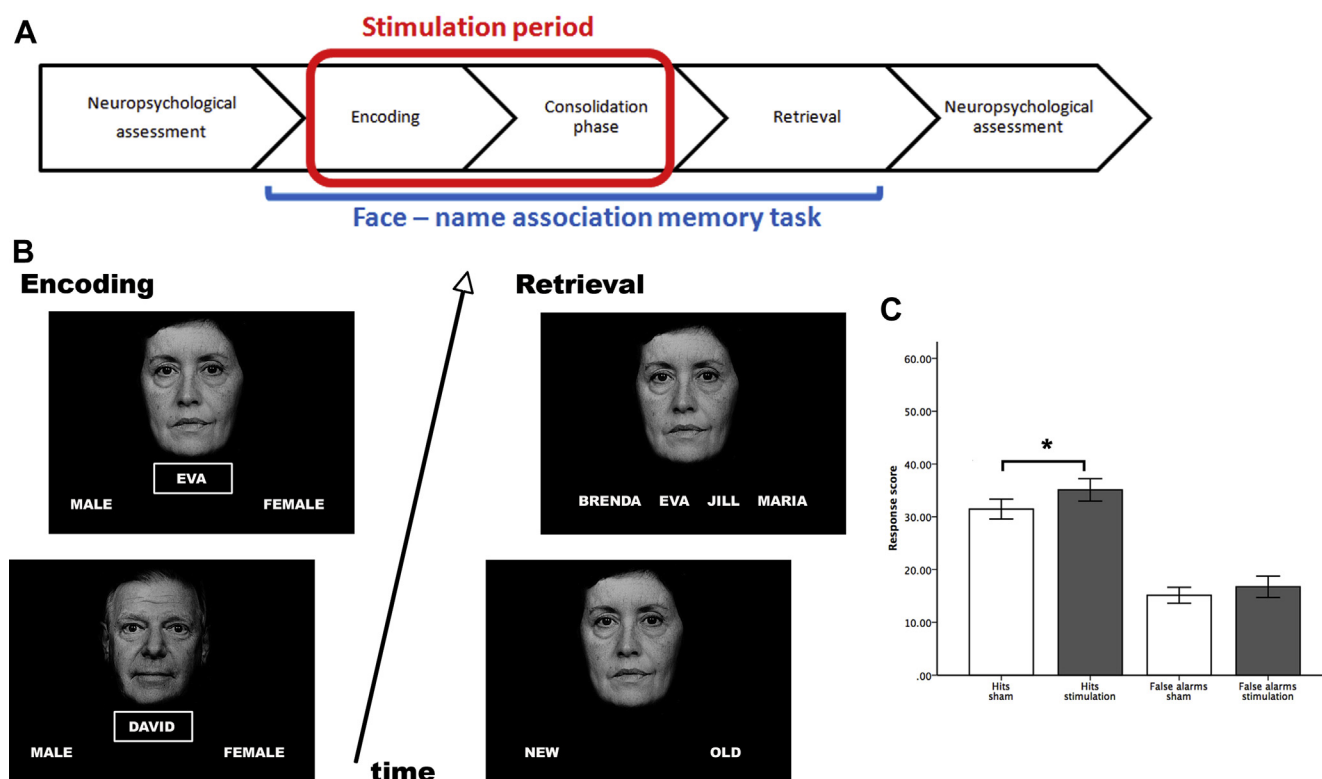 A
Stimulation period
Neuropsychological
assessment
Encoding
Consolidation
phase
Retrieval
Neuropsychological
assessment
Face – name association memory task
B
Encoding
EVA
MALE FEMALE
DAVID
MALE FEMALE
time
Retrieval
BRENDA EVA JILL MARIA
NEW OLD
C
Response score
60.00
50.00
40.00
30.00
20.00
10.00
.00
*
Hits
sham
Hits
stimulation
False alarms
sham
False alarms
stimulation